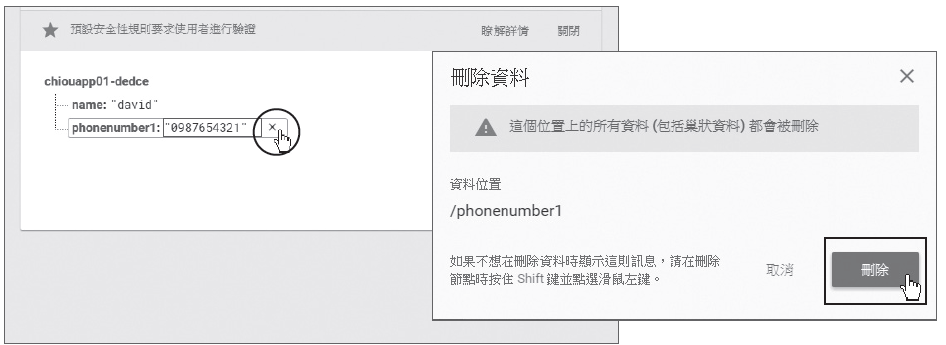 預設安全性規則要求使用者進行驗證
瞭解詳情
關閉
chiouapp01-dedce
name: "david"
phonenumber1: "0987654321" ×
刪除資料
這個位置上的所有資料 (包括巢狀資料) 都會被刪除
資料位置
/phonenumber1
如果不想在刪除資料時顯示這則訊息，請在刪除
節點時按住 Shift 鍵並點選滑鼠左鍵。
取消
刪除